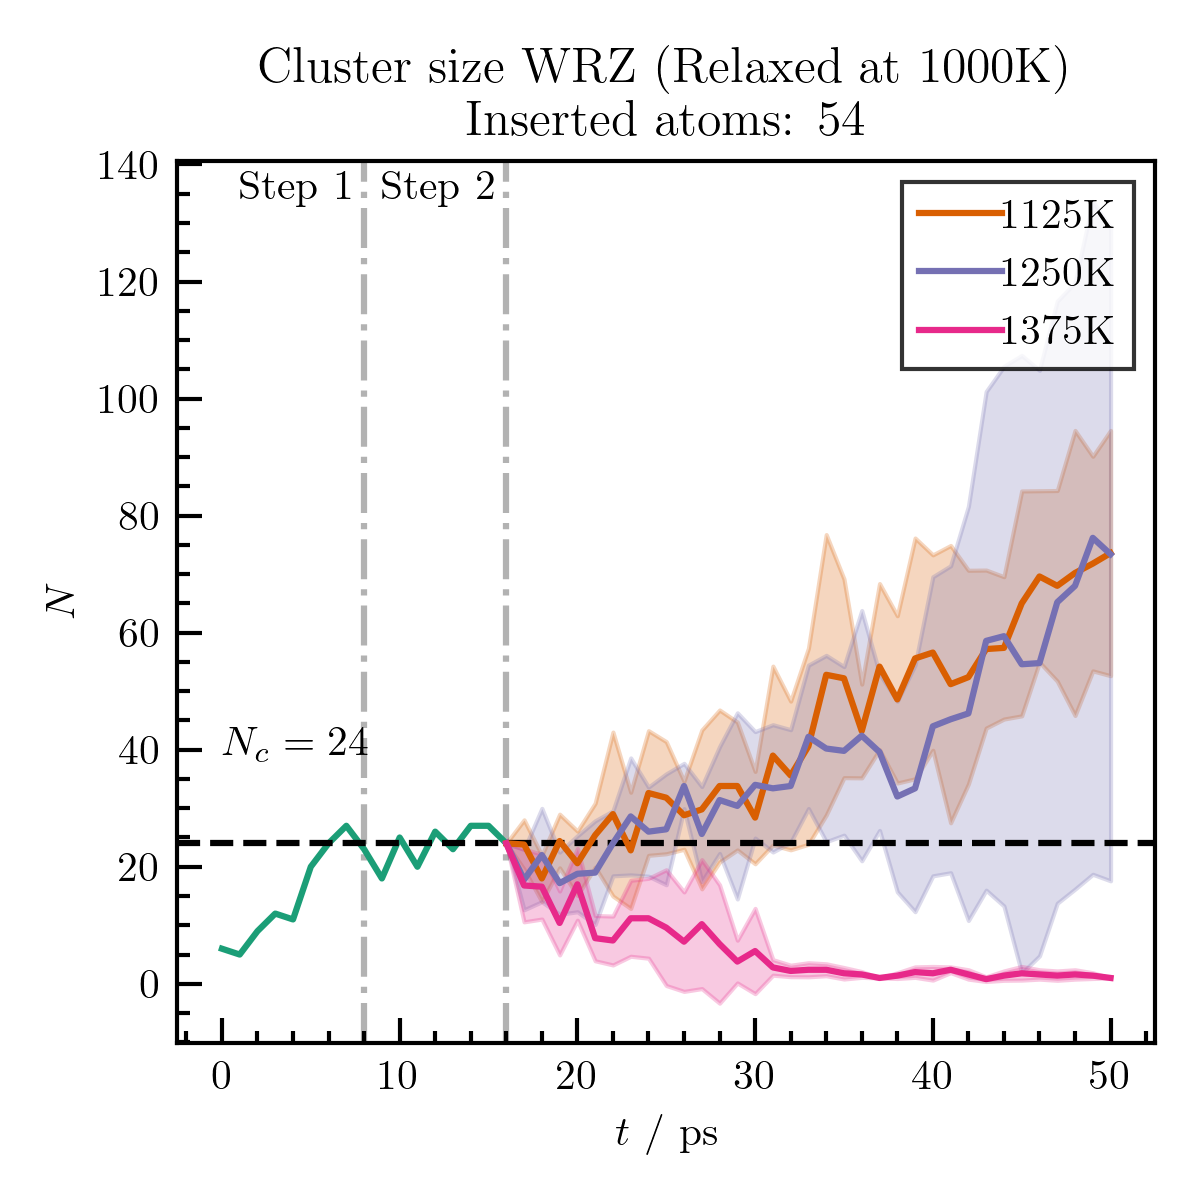 Cluster size WRZ (Relaxed at 1000K)
Inserted atoms: 54
140
120
100
80
60
40
20
0
N
Step 1
Step 2
1125K
1250K
1375K
N_c = 24
0
10
20
30
40
50
t / ps